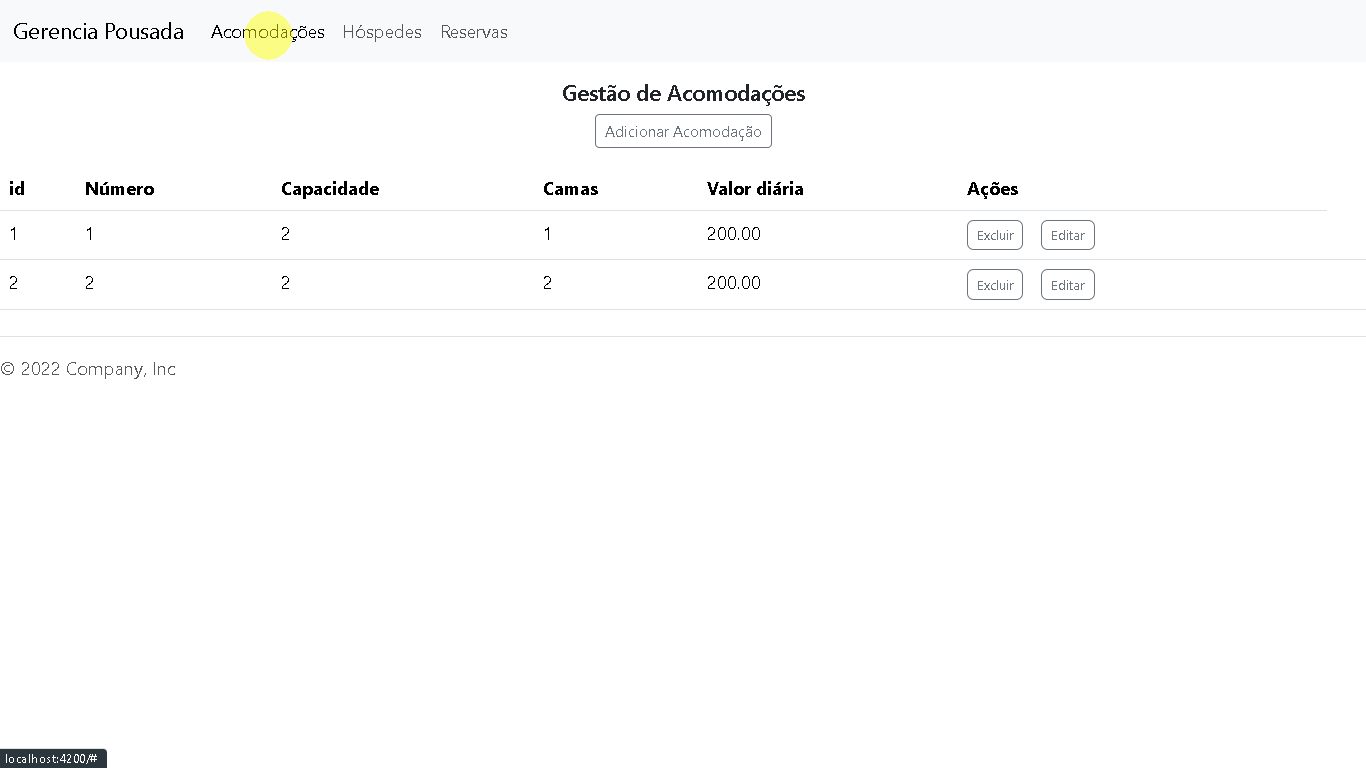 Gerencia Pousada Acomodações Hóspedes Reservas
Gestão de Acomodações
Adicionar Acomodação
id Número Capacidade Camas Valor diária Ações
1 1 2 1 200.00 Excluir Editar
2 2 2 2 200.00 Excluir Editar
© 2022 Company, Inc
localhost:4200/#